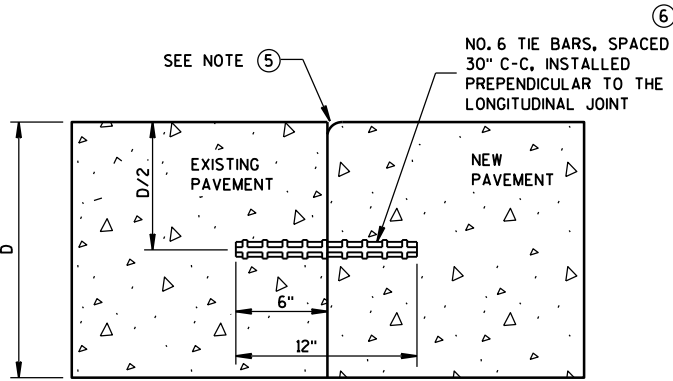 ⑥
NO. 6 TIE BARS, SPACED
30" C-C, INSTALLED
PREPENDICULAR TO THE
LONGITUDINAL JOINT
SEE NOTE ⑤
EXISTING
PAVEMENT
NEW
PAVEMENT
D/2
D
6"
12"